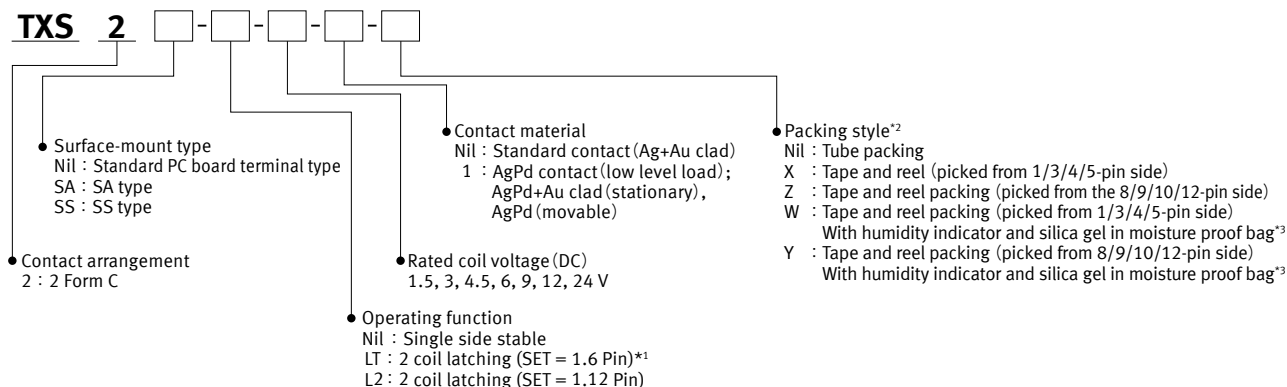 TXS 2 - - - -
Surface-mount type
Nil : Standard PC board terminal type
SA : SA type
SS : SS type
Contact arrangement
2 : 2 Form C
Operating function
Nil : Single side stable
LT : 2 coil latching (SET = 1.6 Pin)*1
L2 : 2 coil latching (SET = 1.12 Pin)
Rated coil voltage (DC)
1.5, 3, 4.5, 6, 9, 12, 24 V
Contact material
Nil : Standard contact (Ag+Au clad)
1 : AgPd contact (low level load);
AgPd+Au clad (stationary),
AgPd (movable)
Packing style*2
Nil : Tube packing
X : Tape and reel (picked from 1/3/4/5-pin side)
Z : Tape and reel packing (picked from the 8/9/10/12-pin side)
W : Tape and reel packing (picked from 1/3/4/5-pin side)
With humidity indicator and silica gel in moisture proof bag*3
Y : Tape and reel packing (picked from 8/9/10/12-pin side)
With humidity indicator and silica gel in moisture proof bag*3